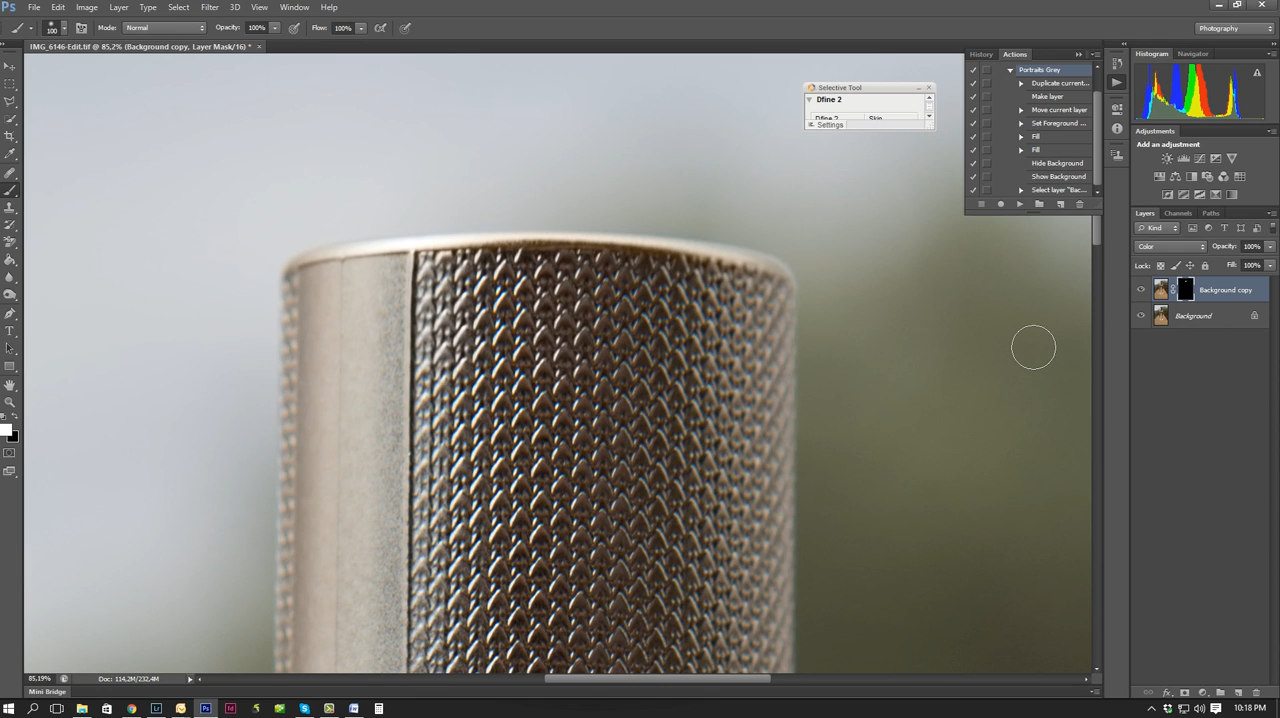 Ps File Edit Image Layer Type Select Filter 3D View Window Help
100 Mode: Normal Opacity: 100% Flow: 100% Photography
IMG_6146-Edit.tif @ 85,2% (Background copy, Layer Mask/16) * ×
History Actions
Portraits Grey
Duplicate current...
Make layer
Move current layer
Set Foreground ...
Fill
Fill
Hide Background
Show Background
Select layer "Bac...
Selective Tool
Dfine 2
Dfine 2 Skin
Settings
Histogram Navigator
Adjustments
Add an adjustment
Layers Channels Paths
Kind
Color Opacity: 100%
Lock: Fill: 100%
Background copy
Background
85,19% Doc: 114,2M/232,4M
Mini Bridge
10:18 PM